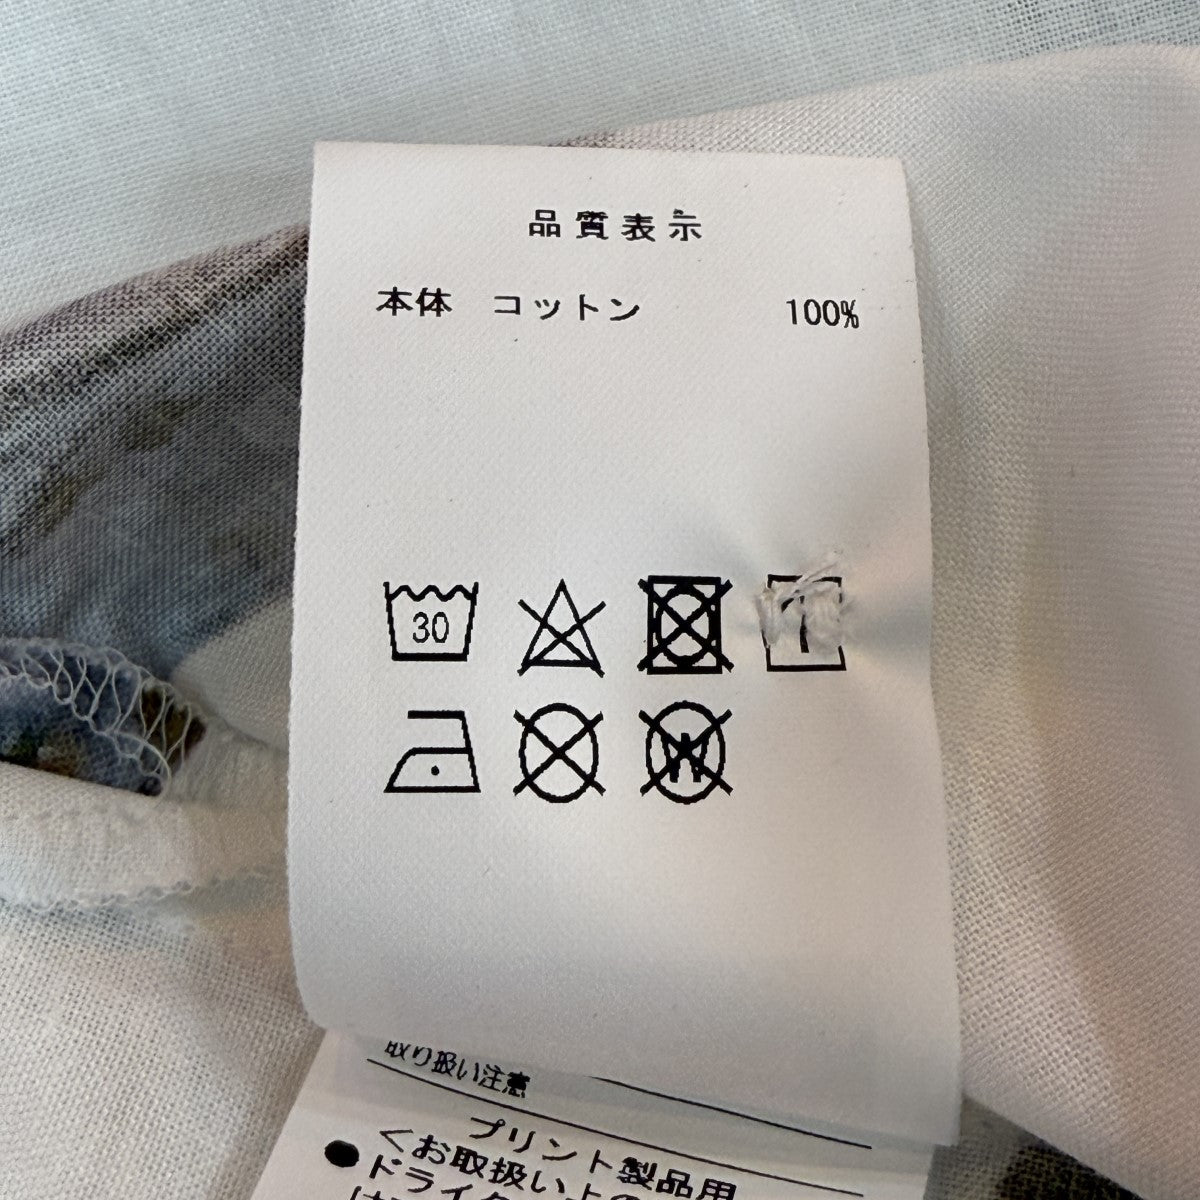 品質表示
本体 コットン 100%
30
W
取り扱い注意
プリント製品用
<お取扱い上の
ドライク